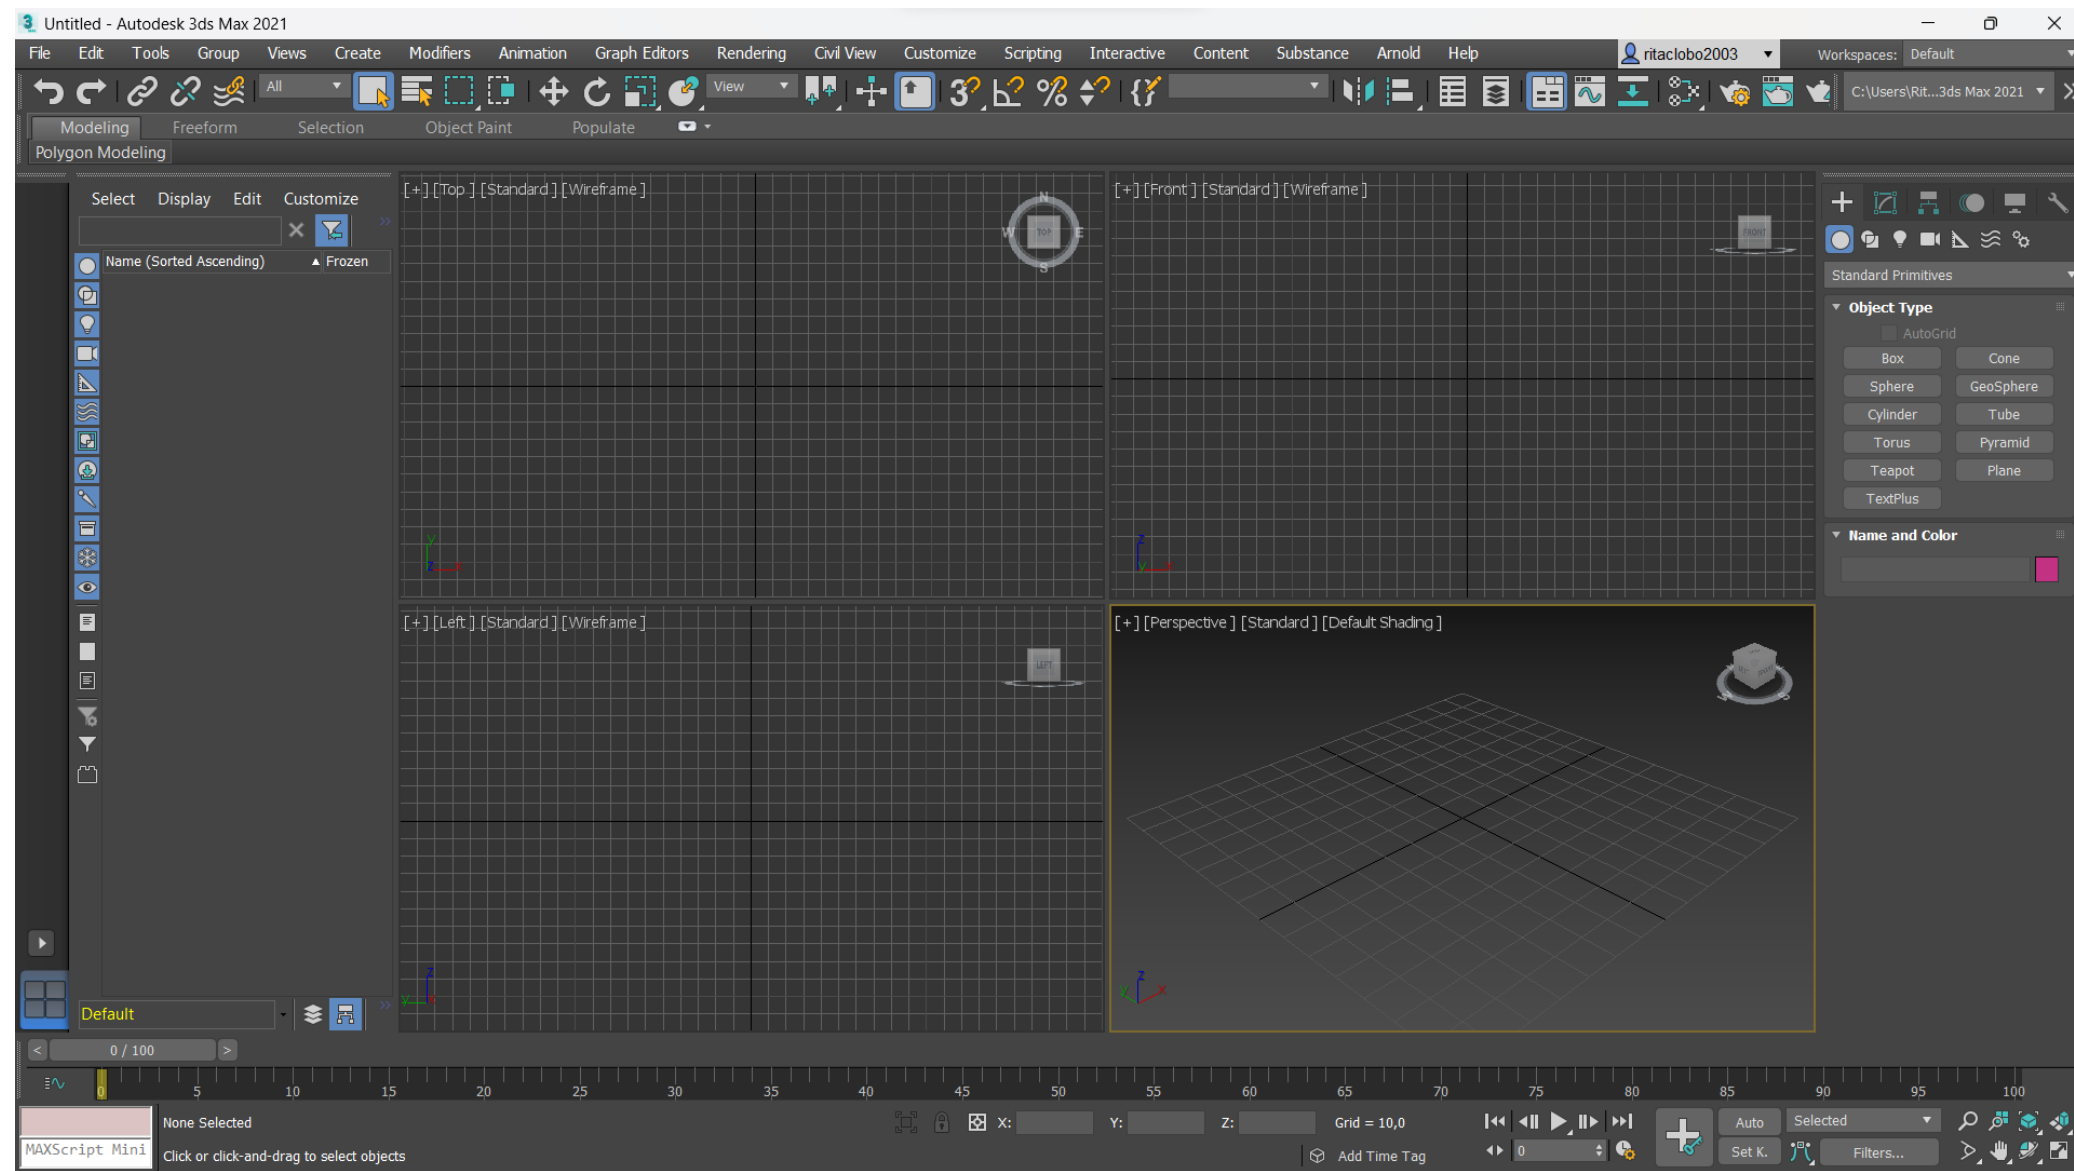 Untitled - Autodesk 3ds Max 2021
File Edit Tools Group Views Create Modifiers Animation Graph Editors Rendering Civil View Customize Scripting Interactive Content Substance Arnold Help ritaclobo2003 Workspaces: Default
All View C:\Users\Rit...3ds Max 2021
Modeling Freeform Selection Object Paint Populate
Polygon Modeling
Select Display Edit Customize
Name (Sorted Ascending) Frozen
Default
[+] [Top ] [Standard ] [Wireframe ]
N
W TOP E
S
y
z x
[+] [Front ] [Standard ] [Wireframe ]
FRONT
z
y x
[+] [Left ] [Standard ] [Wireframe ]
LEFT
z
y x
[+] [Perspective ] [Standard ] [Default Shading ]
z
y x
Standard Primitives
Object Type
AutoGrid
Box Cone
Sphere GeoSphere
Cylinder Tube
Torus Pyramid
Teapot Plane
TextPlus
Name and Color
< 0 / 100 >
0 5 10 15 20 25 30 35 40 45 50 55 60 65 70 75 80 85 90 95 100
None Selected X: Y: Z: Grid = 10,0 Auto Selected
MAXScript Mini Click or click-and-drag to select objects Add Time Tag 0 Set K. Filters...